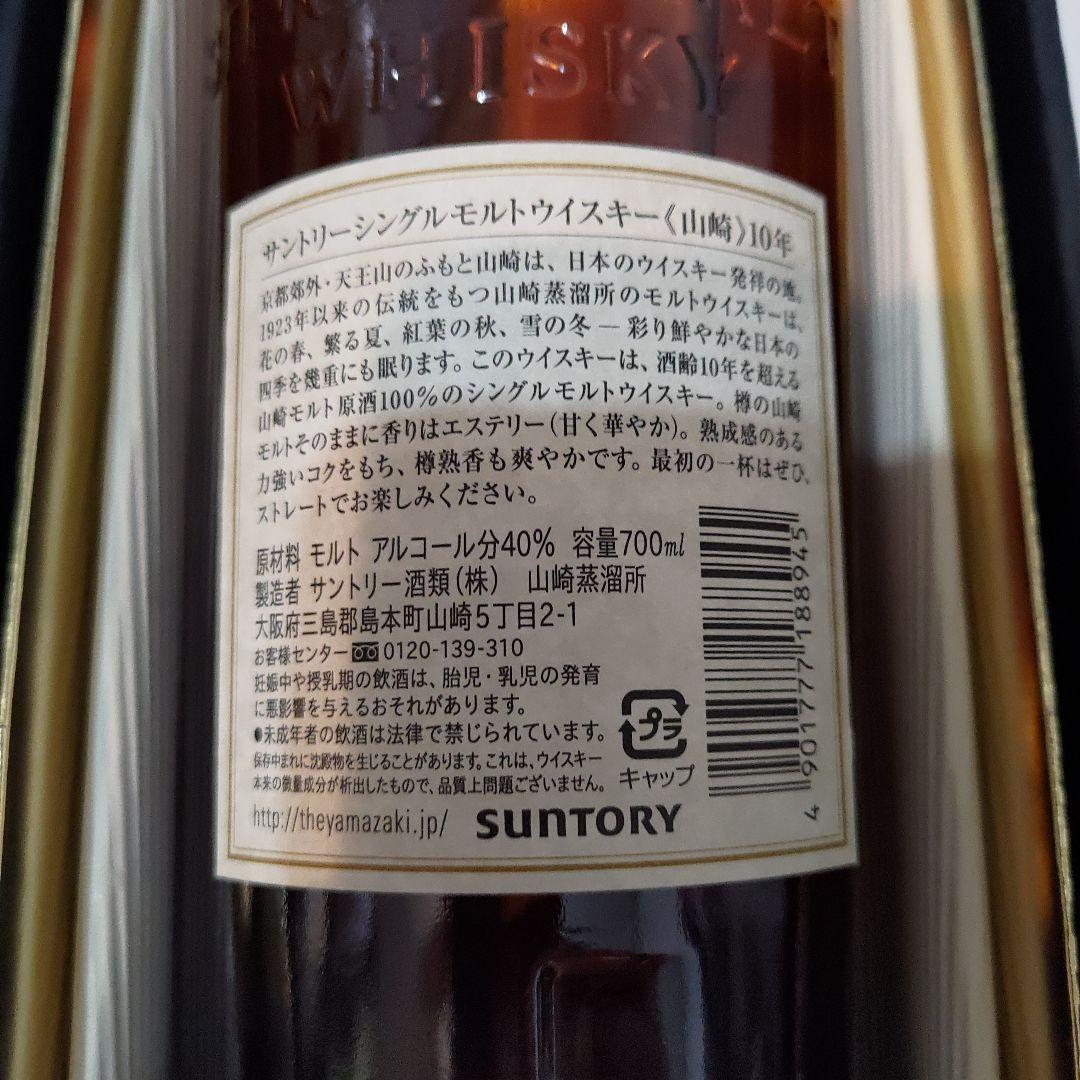 WHISKY
サントリーシングルモルトウイスキー《山崎》10年
京都郊外・天王山のふもと山崎は、日本のウイスキー発祥の地。
1923年以来の伝統をもつ山崎蒸溜所のモルトウイスキーは、
花の春、繁る夏、紅葉の秋、雪の冬 — 彩り鮮やかな日本の
四季を幾重にも眠ります。このウイスキーは、酒齢10年を超える
山崎モルト原酒100%のシングルモルトウイスキー。樽の山崎
モルトそのままに香りはエステリー(甘く華やか)。熟成感のある
力強いコクをもち、樽熟香も爽やかです。最初の一杯はぜひ、
ストレートでお楽しみください。
原材料 モルト アルコール分40% 容量700ml
製造者 サントリー酒類(株) 山崎蒸溜所
大阪府三島郡島本町山崎5丁目2-1
お客様センター 0120-139-310
妊娠中や授乳期の飲酒は、胎児・乳児の発育
に悪影響を与えるおそれがあります。
●未成年者の飲酒は法律で禁じられています。
保存中まれに沈殿物を生じることがあります。これは、ウイスキー
本来の微量成分が析出したもので、品質上問題ございません。
プラ
キャップ
http://theyamazaki.jp/ SUNTORY
4 901777 188945